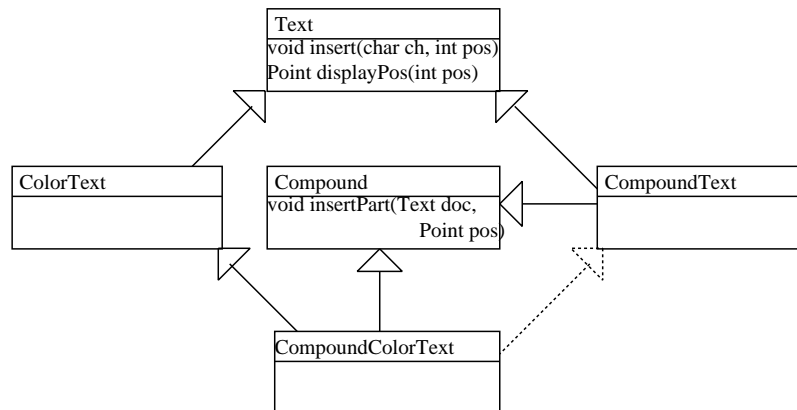 Text
void insert(char ch, int pos)
Point displayPos(int pos)
ColorText
Compound
void insertPart(Text doc,
Point pos)
CompoundText
CompoundColorText